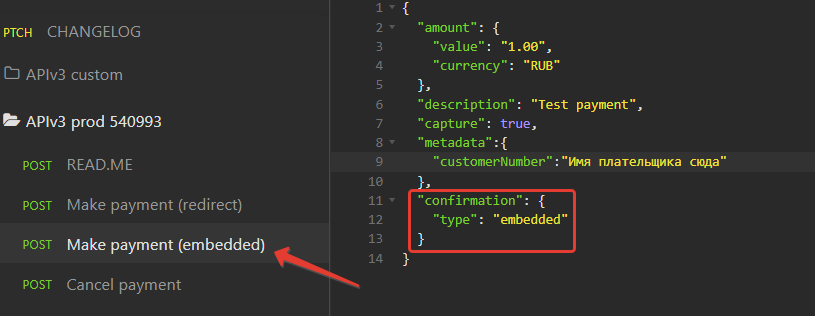 PTCH CHANGELOG
APIv3 custom
APIv3 prod 540993
POST READ.ME
POST Make payment (redirect)
POST Make payment (embedded)
POST Cancel payment
1 {
2 "amount": {
3 "value": "1.00",
4 "currency": "RUB"
5 },
6 "description": "Test payment",
7 "capture": true,
8 "metadata":{
9 "customerNumber":"Имя плательщика сюда"
10 },
11 "confirmation": {
12 "type": "embedded"
13 }
14 }